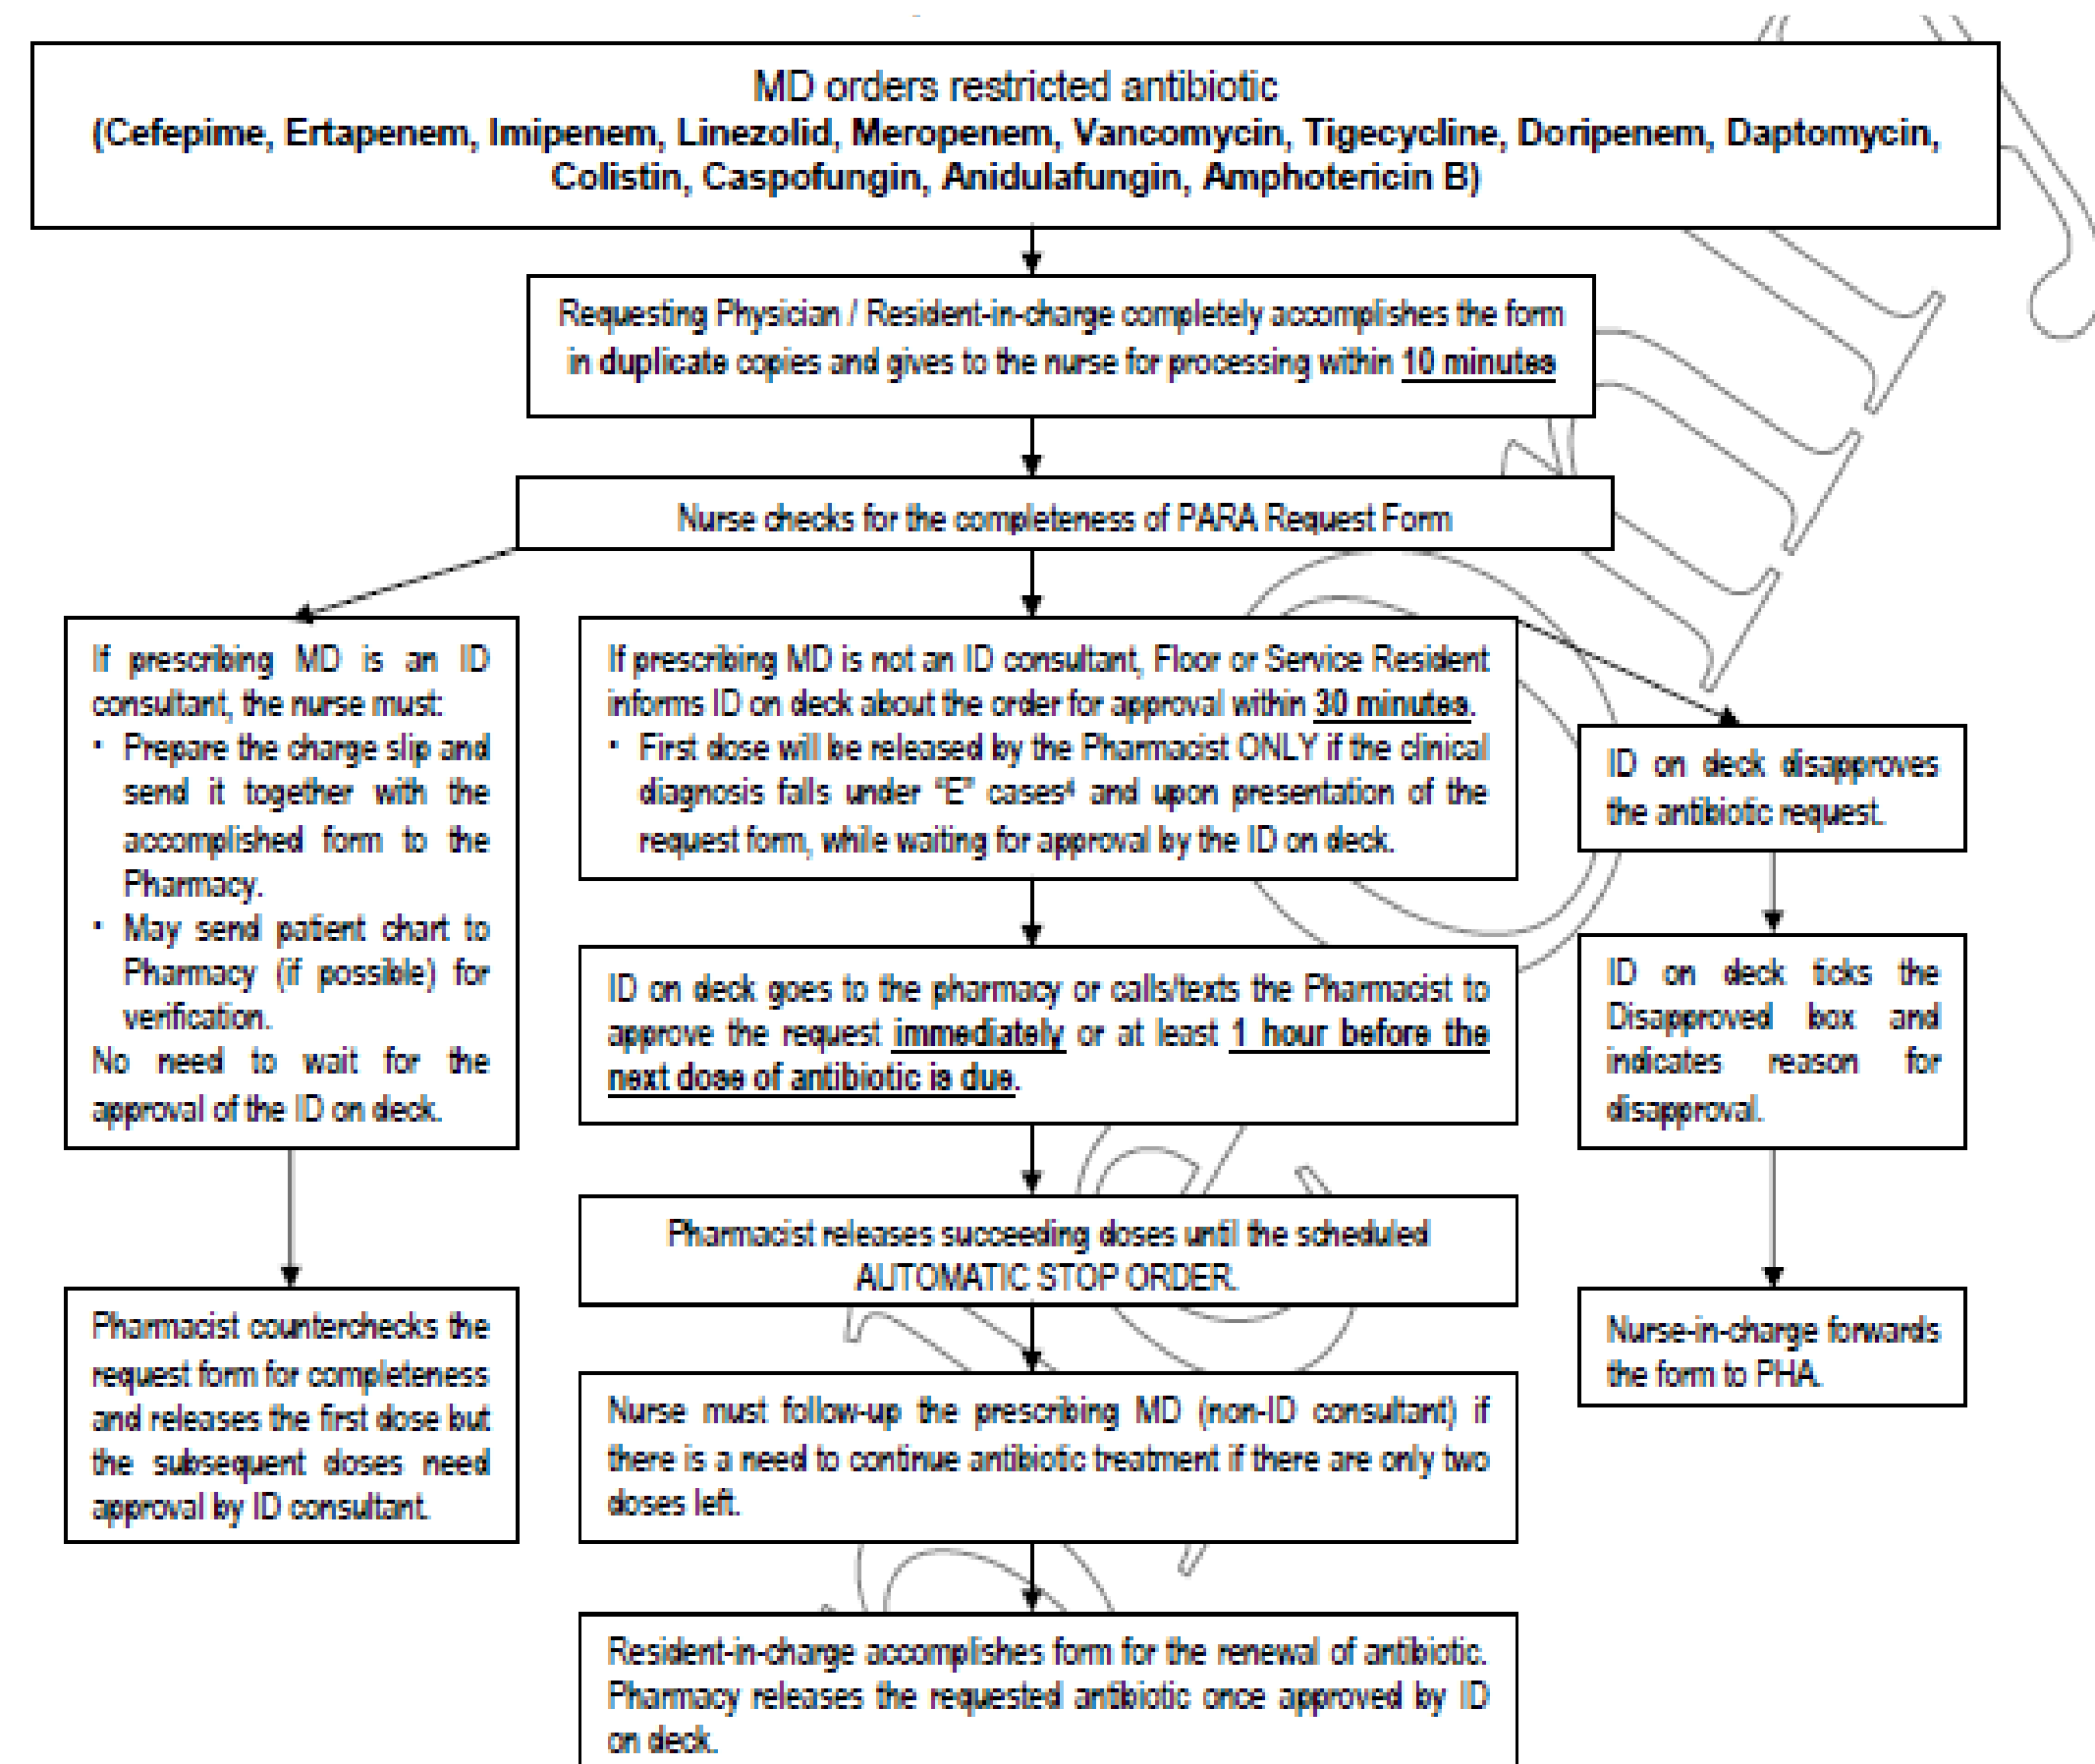 MD orders restricted antibiotic
(Cefepime, Ertapenem, Imipenem, Linezolid, Meropenem, Vancomycin, Tigecycline, Doripenem, Daptomycin,
Colistin, Caspofungin, Anidulafungin, Amphotericin B)
Requesting Physician / Resident-in-charge completely accomplishes the form
in duplicate copies and gives to the nurse for processing within 10 minutes
Nurse checks for the completeness of PARA Request Form
If prescribing MD is an ID
consultant, the nurse must:
· Prepare the charge slip and
send it together with the
accomplished form to the
Pharmacy.
· May send patient chart to
Pharmacy (if possible) for
verification.
No need to wait for the
approval of the ID on deck.
Pharmacist counterchecks the
request form for completeness
and releases the first dose but
the subsequent doses need
approval by ID consultant.
If prescribing MD is not an ID consultant, Floor or Service Resident
informs ID on deck about the order for approval within 30 minutes.
· First dose will be released by the Pharmacist ONLY if the clinical
diagnosis falls under "E" cases⁴ and upon presentation of the
request form, while waiting for approval by the ID on deck.
ID on deck goes to the pharmacy or calls/texts the Pharmacist to
approve the request immediately or at least 1 hour before the
next dose of antibiotic is due.
Pharmacist releases succeeding doses until the scheduled
AUTOMATIC STOP ORDER.
Nurse must follow-up the prescribing MD (non-ID consultant) if
there is a need to continue antibiotic treatment if there are only two
doses left.
Resident-in-charge accomplishes form for the renewal of antibiotic.
Pharmacy releases the requested antibiotic once approved by ID
on deck.
ID on deck disapproves
the antibiotic request.
ID on deck ticks the
Disapproved box and
indicates reason for
disapproval.
Nurse-in-charge forwards
the form to PHA.